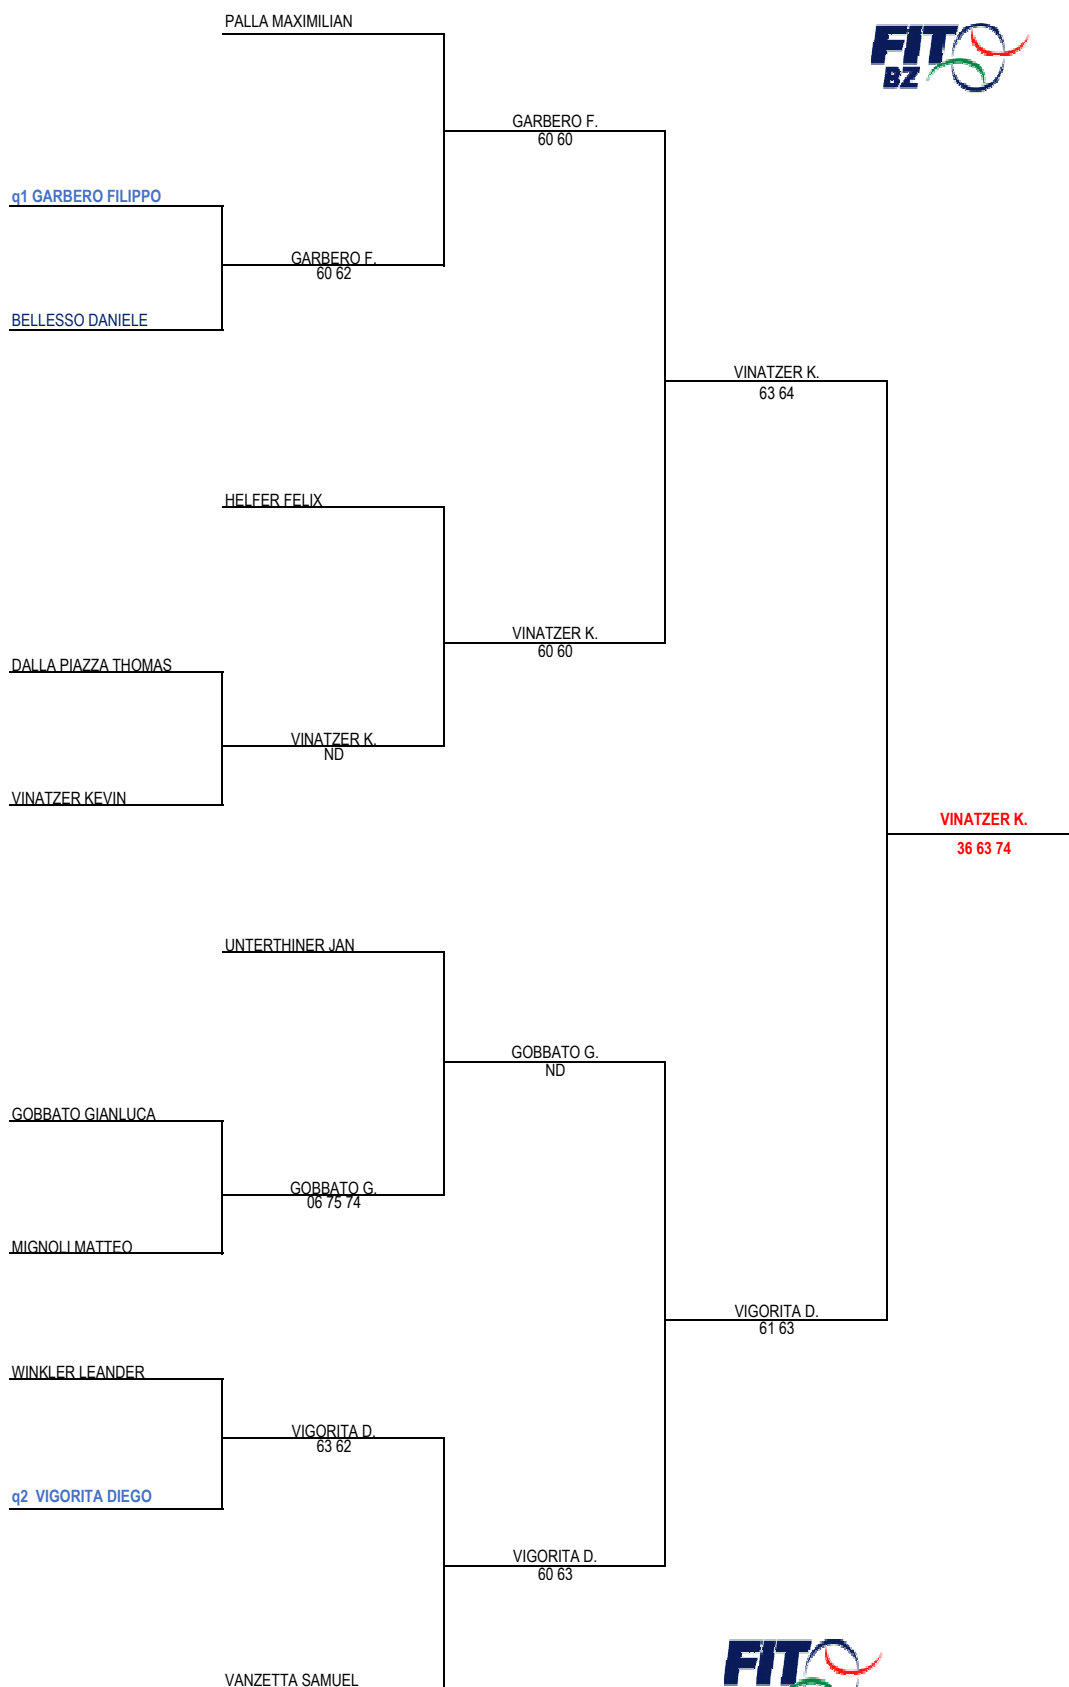 PALLA MAXIMILIAN
FIT
BZ
GARBERO F.
60 60
q1 GARBERO FILIPPO
GARBERO F.
60 62
BELLESSO DANIELE
VINATZER K.
63 64
HELFER FELIX
VINATZER K.
60 60
DALLA PIAZZA THOMAS
VINATZER K.
ND
VINATZER KEVIN
VINATZER K.
36 63 74
UNTERTHINER JAN
GOBBATO G.
ND
GOBBATO GIANLUCA
GOBBATO G.
06 75 74
MIGNOLI MATTEO
VIGORITA D.
61 63
WINKLER LEANDER
VIGORITA D.
63 62
q2 VIGORITA DIEGO
VIGORITA D.
60 63
FIT
VANZETTA SAMUEL